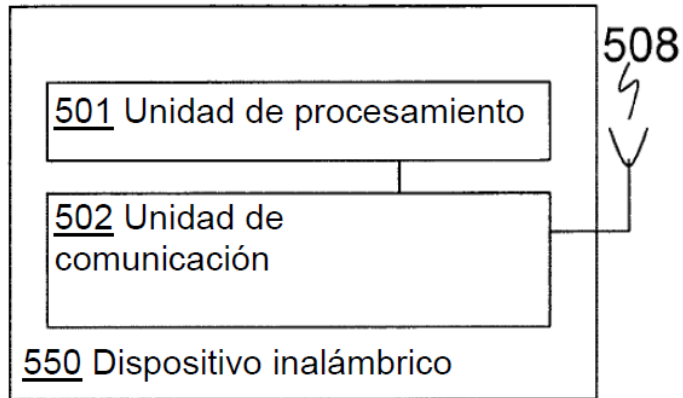 508
501 Unidad de procesamiento
502 Unidad de
comunicación
550 Dispositivo inalámbrico